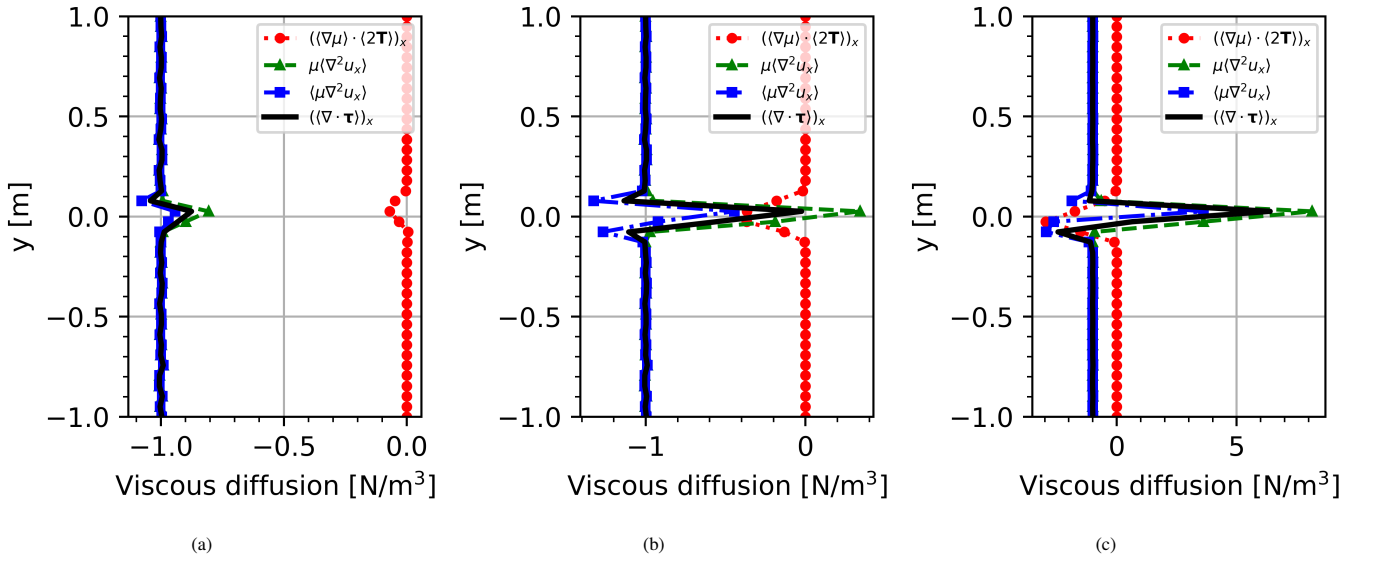 1.0
0.5
0.0
−0.5
−1.0
y [m]
−1.0 −0.5 0.0
Viscous diffusion [N/m³]
(⟨∇μ⟩ · ⟨2𝐓⟩)ₓ
μ⟨∇²uₓ⟩
⟨μ∇²uₓ⟩
(⟨∇ · 𝛕⟩)ₓ
(a)
1.0
0.5
0.0
−0.5
−1.0
y [m]
−1 0
Viscous diffusion [N/m³]
(⟨∇μ⟩ · ⟨2𝐓⟩)ₓ
μ⟨∇²uₓ⟩
⟨μ∇²uₓ⟩
(⟨∇ · 𝛕⟩)ₓ
(b)
1.0
0.5
0.0
−0.5
−1.0
y [m]
0 5
Viscous diffusion [N/m³]
(⟨∇μ⟩ · ⟨2𝐓⟩)ₓ
μ⟨∇²uₓ⟩
⟨μ∇²uₓ⟩
(⟨∇ · 𝛕⟩)ₓ
(c)